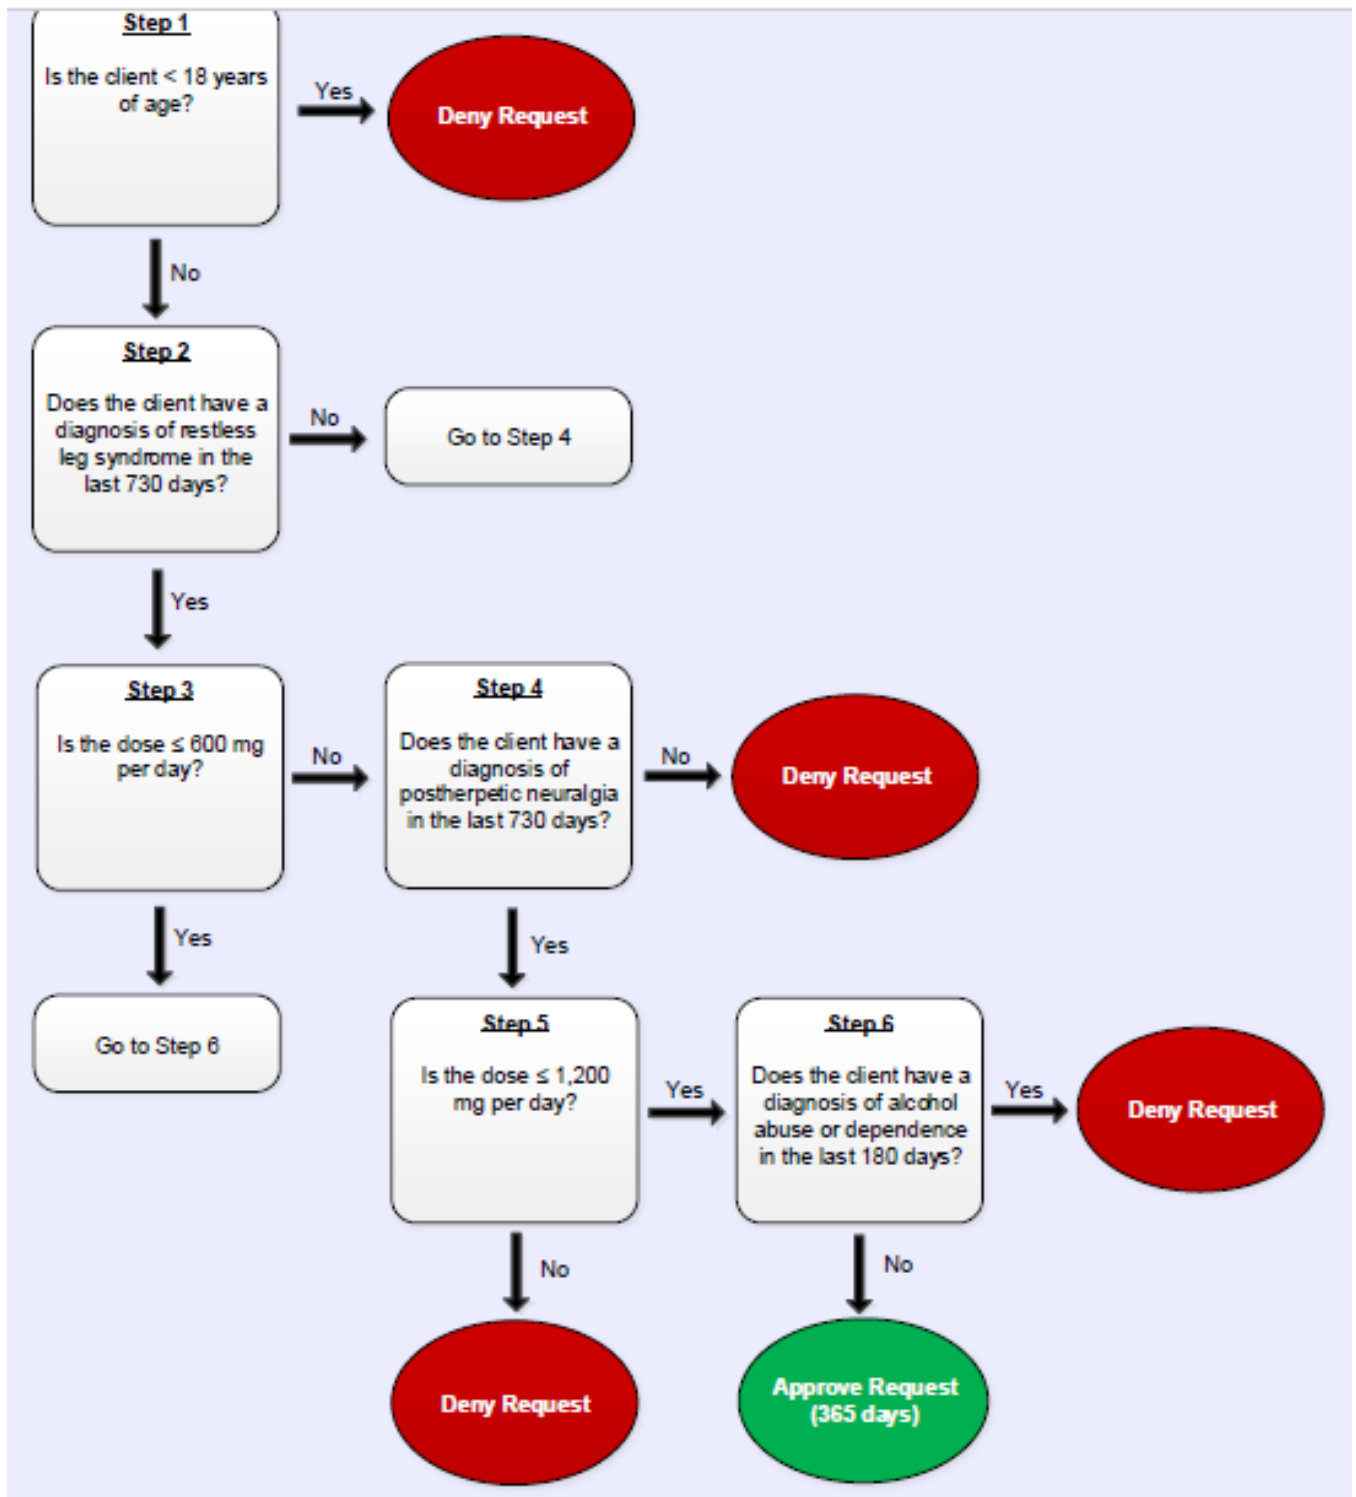 Step 1
Is the client < 18 years
of age?
Yes
Deny Request
No
Step 2
Does the client have a
diagnosis of restless
leg syndrome in the
last 730 days?
No
Go to Step 4
Yes
Step 3
Is the dose ≤ 600 mg
per day?
No
Step 4
Does the client have a
diagnosis of
postherpetic neuralgia
in the last 730 days?
No
Deny Request
Yes
Go to Step 6
Yes
Step 5
Is the dose ≤ 1,200
mg per day?
Yes
Step 6
Does the client have a
diagnosis of alcohol
abuse or dependence
in the last 180 days?
Yes
Deny Request
No
Deny Request
No
Approve Request
(365 days)